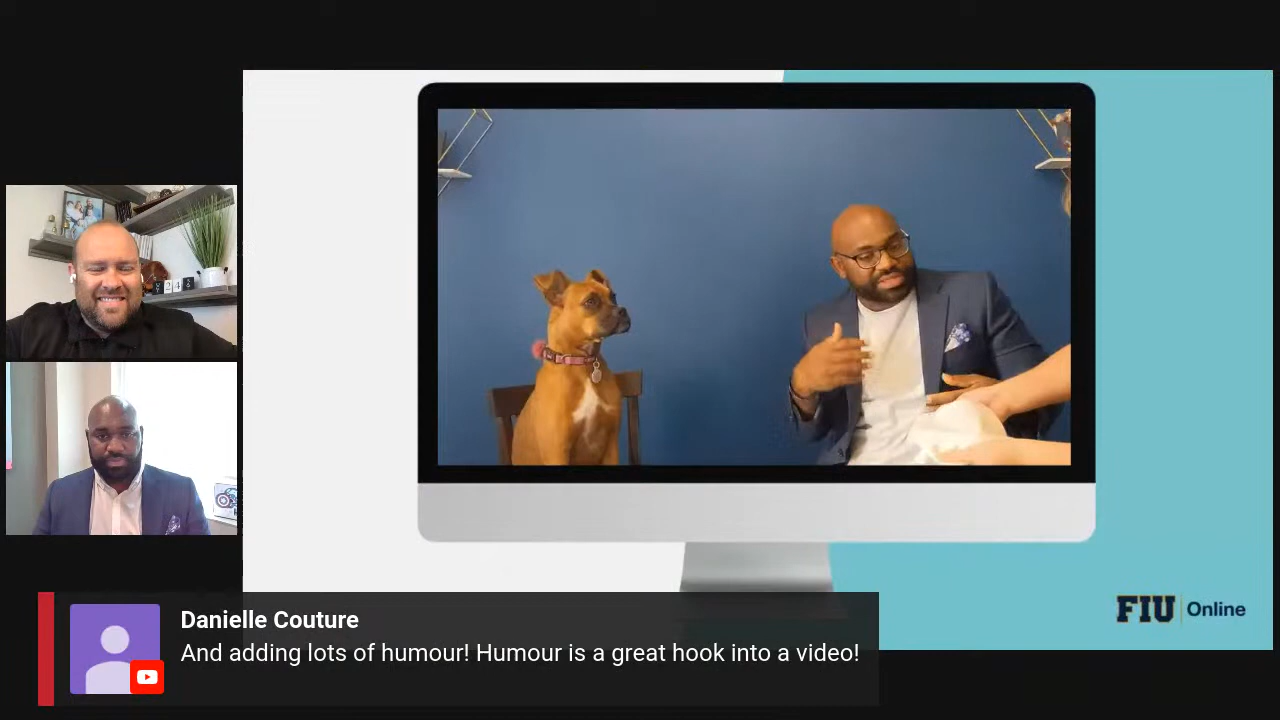 FIU Online
Danielle Couture
And adding lots of humour! Humour is a great hook into a video!